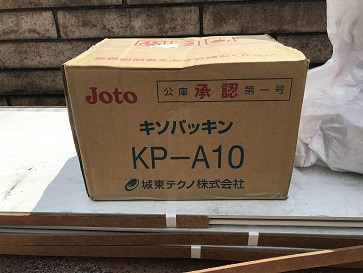 Joto
公庫 承認 第一号
キソパッキン
KP-A10
城東テクノ株式会社